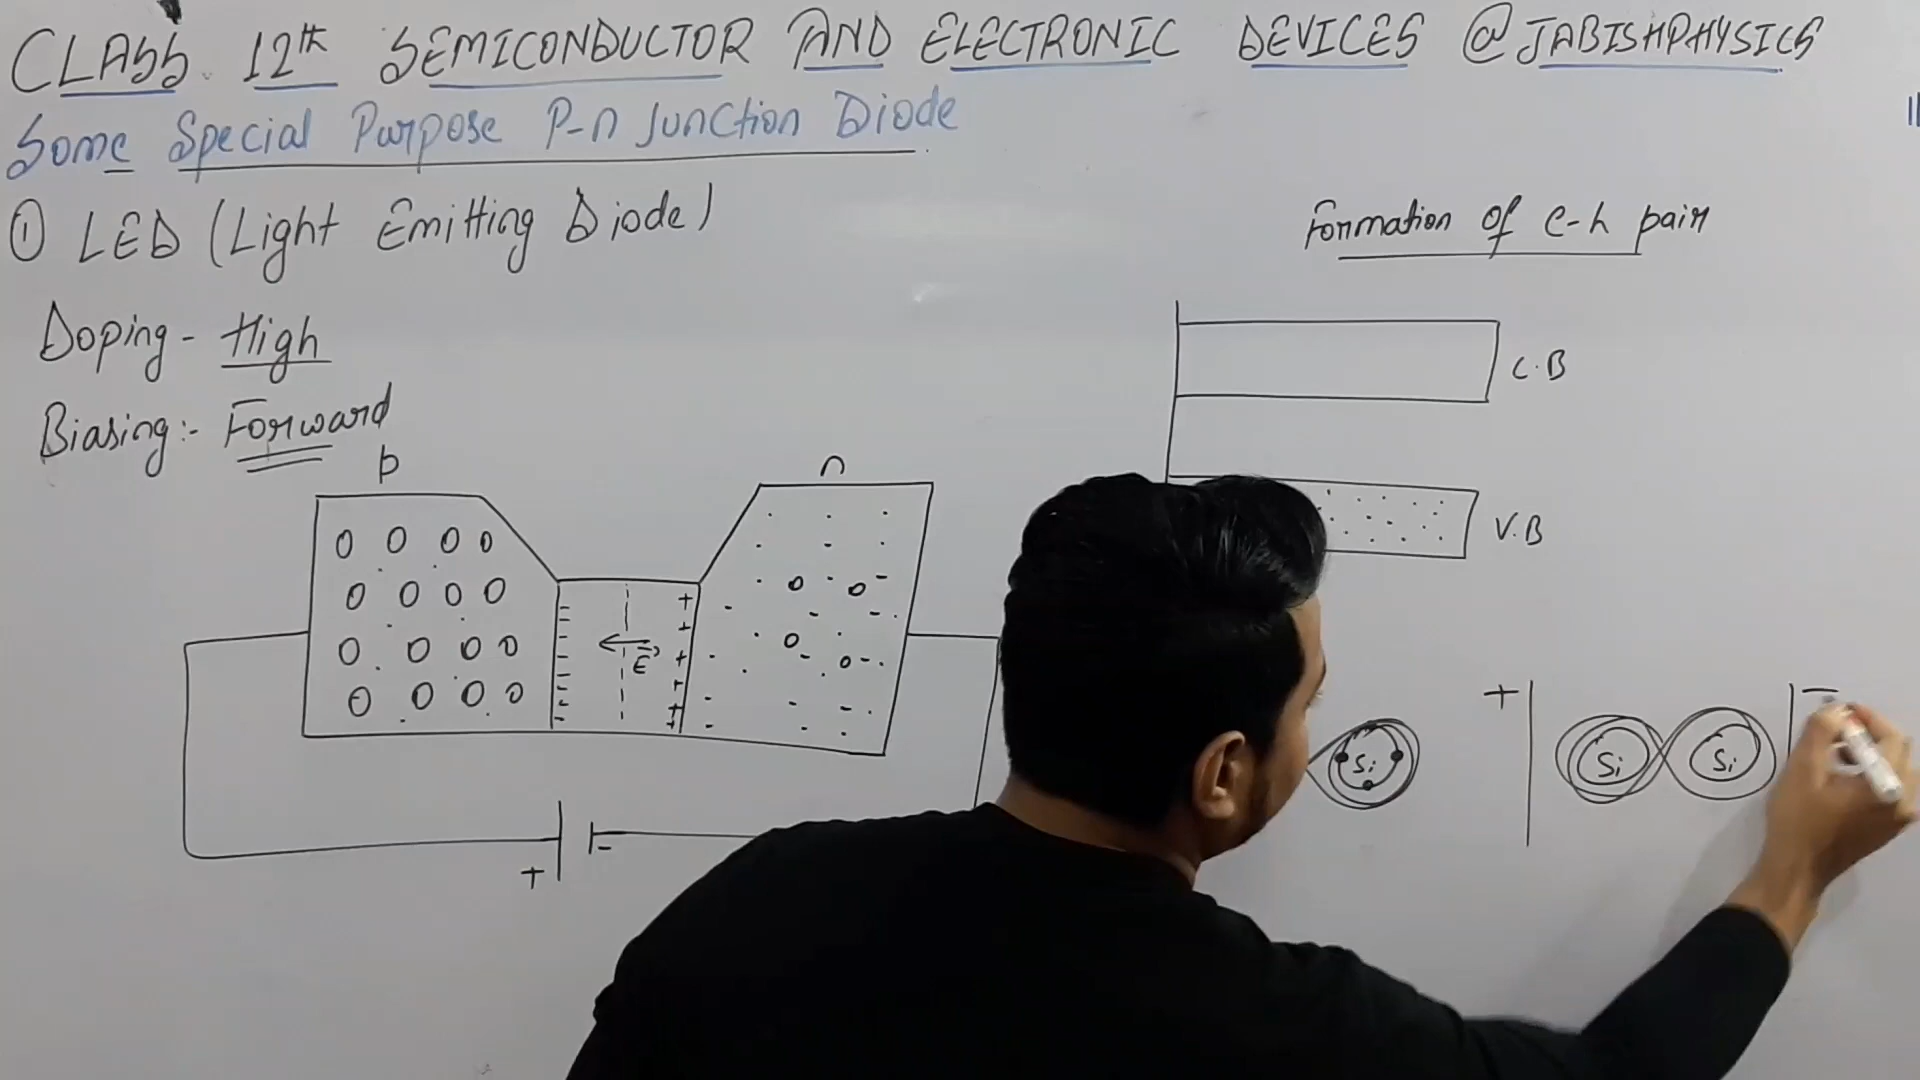 CLASS 12th SEMICONDUCTOR AND ELECTRONIC DEVICES @JABISHPHYSICS
Some Special Purpose P-n Junction Diode
① LED (Light Emitting Diode)
Formation of e-h pair
Doping - High
C.B
Biasing:- Forward
p
n
V.B
E
+ -
+ -
Si
Si
Si